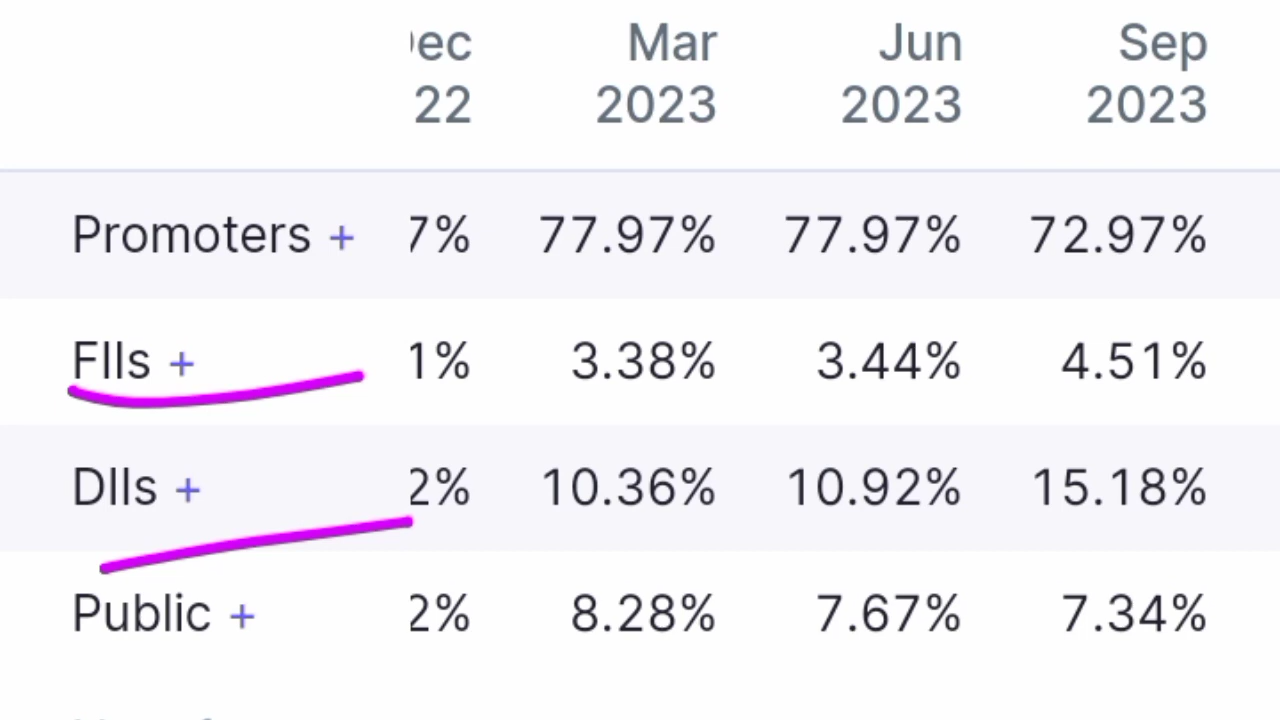 ec Mar Jun Sep
22 2023 2023 2023
Promoters + 7% 77.97% 77.97% 72.97%
FIIs + 1% 3.38% 3.44% 4.51%
DIIs + 2% 10.36% 10.92% 15.18%
Public + 2% 8.28% 7.67% 7.34%